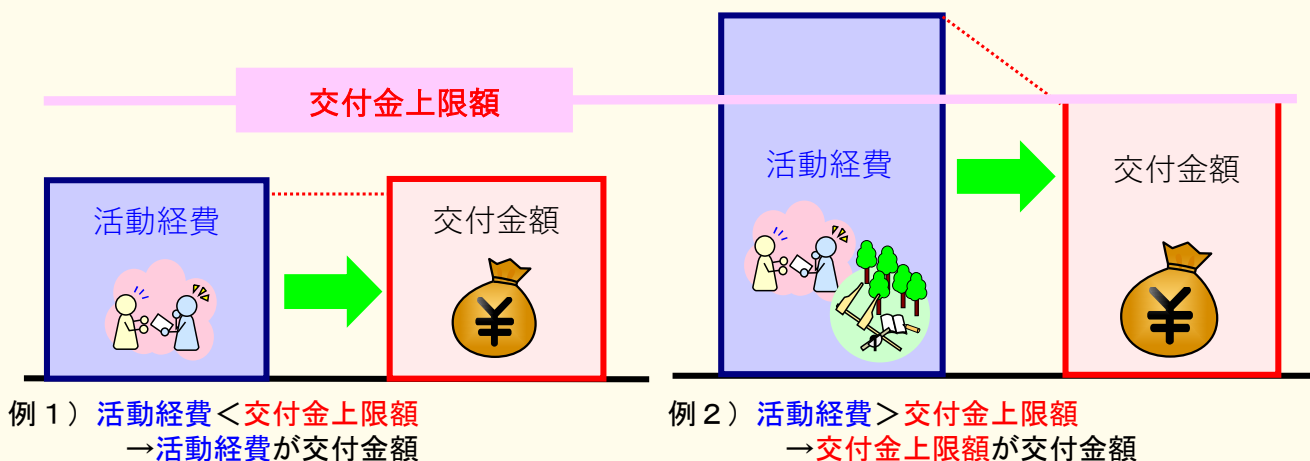 交付金上限額
活動経費
交付金額
¥
例1）活動経費＜交付金上限額
→活動経費が交付金額
活動経費
交付金額
¥
例2）活動経費＞交付金上限額
→交付金上限額が交付金額